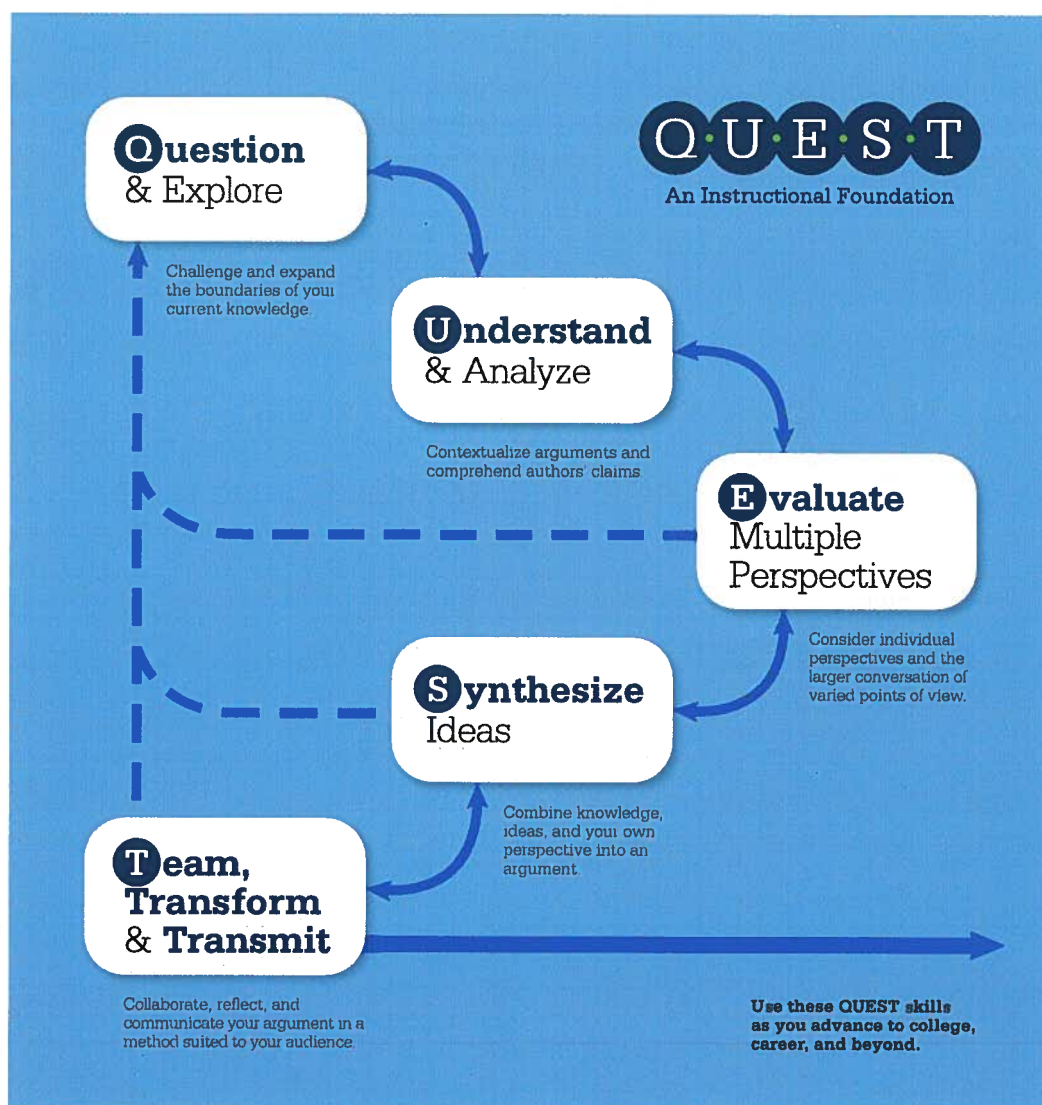 Question
& Explore
Q·U·E·S·T
An Instructional Foundation
Challenge and expand
the boundaries of your
current knowledge.
Understand
& Analyze
Contextualize arguments and
comprehend authors' claims.
Evaluate
Multiple
Perspectives
Consider individual
perspectives and the
larger conversation of
varied points of view.
Synthesize
Ideas
Combine knowledge,
ideas, and your own
perspective into an
argument.
Team,
Transform
& Transmit
Collaborate, reflect, and
communicate your argument in a
method suited to your audience.
Use these QUEST skills
as you advance to college,
career, and beyond.